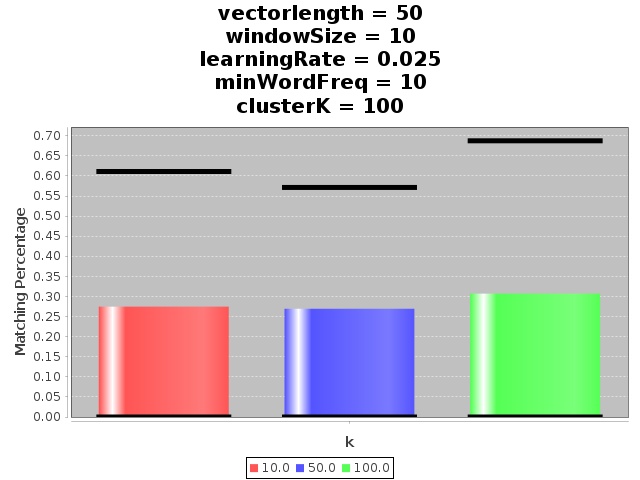 vectorlength = 50
windowSize = 10
learningRate = 0.025
minWordFreq = 10
clusterK = 100
0.70
0.65
0.60
0.55
0.50
0.45
0.40
0.35
0.30
0.25
0.20
0.15
0.10
0.05
0.00
Matching Percentage
k
10.0 50.0 100.0